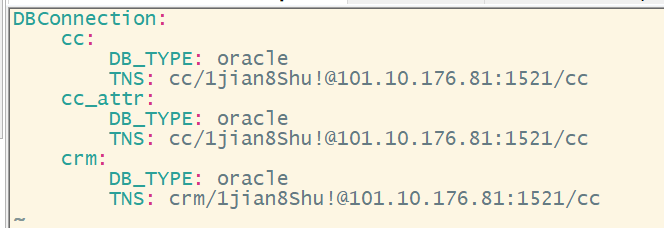 DBConnection:
    cc:
        DB_TYPE: oracle
        TNS: cc/1jian8Shu!@101.10.176.81:1521/cc
    cc_attr:
        DB_TYPE: oracle
        TNS: cc/1jian8Shu!@101.10.176.81:1521/cc
    crm:
        DB_TYPE: oracle
        TNS: crm/1jian8Shu!@101.10.176.81:1521/cc
~